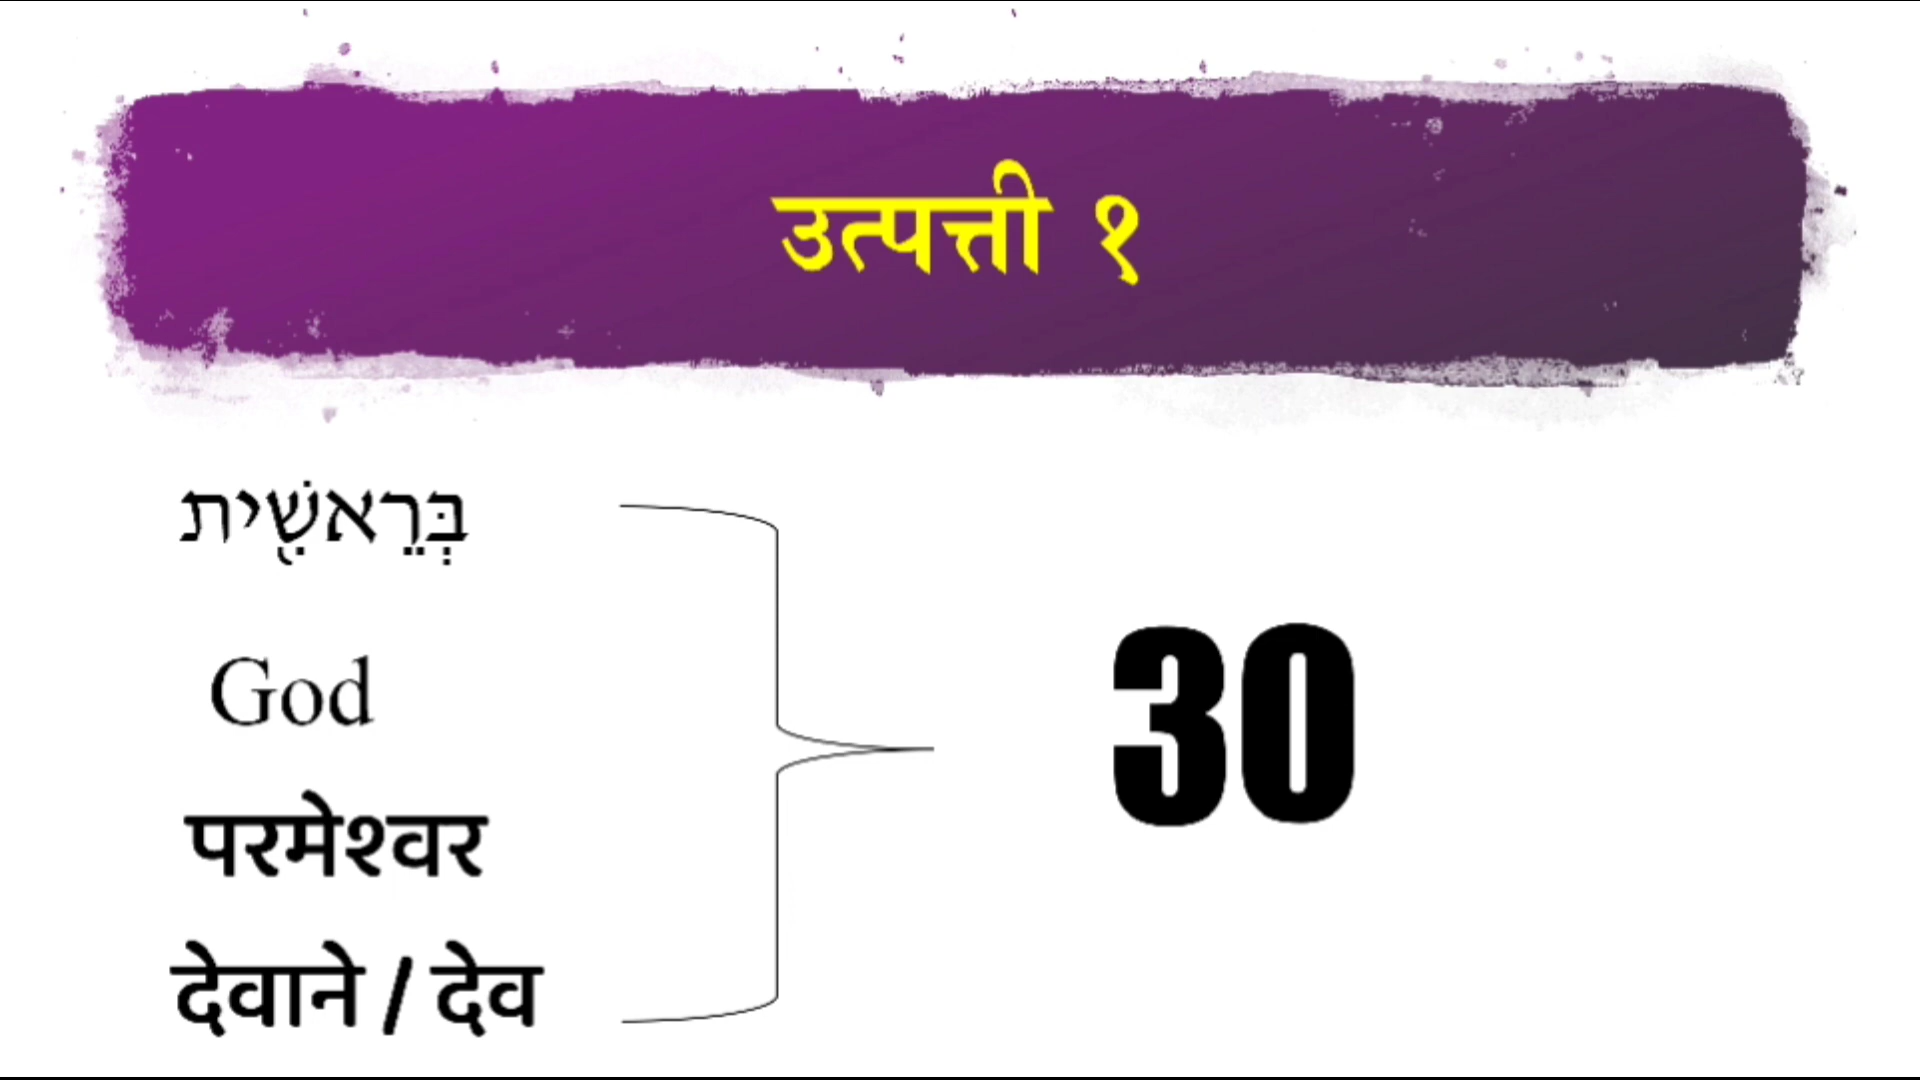 उत्पत्ती १
בְּרֵאשִׁ֖ית
God
परमेश्वर
देवाने / देव
30